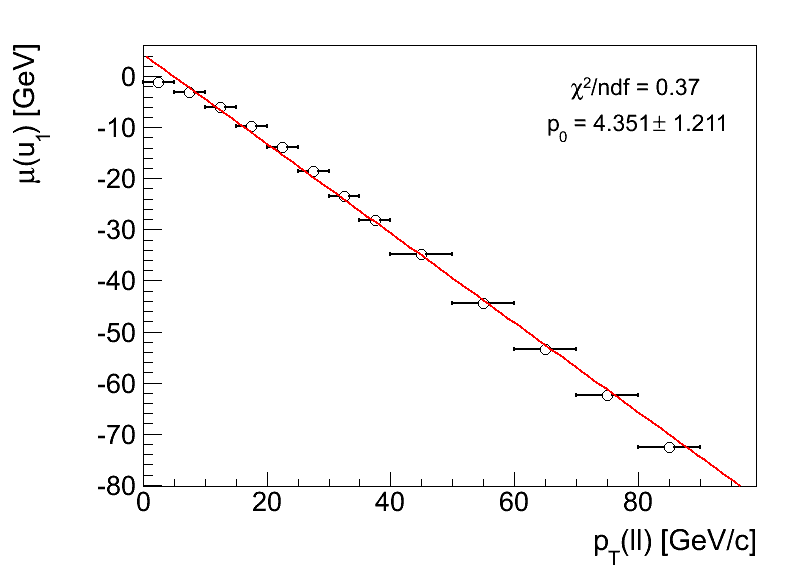 μ(u₁) [GeV]
χ²/ndf = 0.37
p₀ = 4.351± 1.211
0
-10
-20
-30
-40
-50
-60
-70
-80
0 20 40 60 80
p_T(ll) [GeV/c]